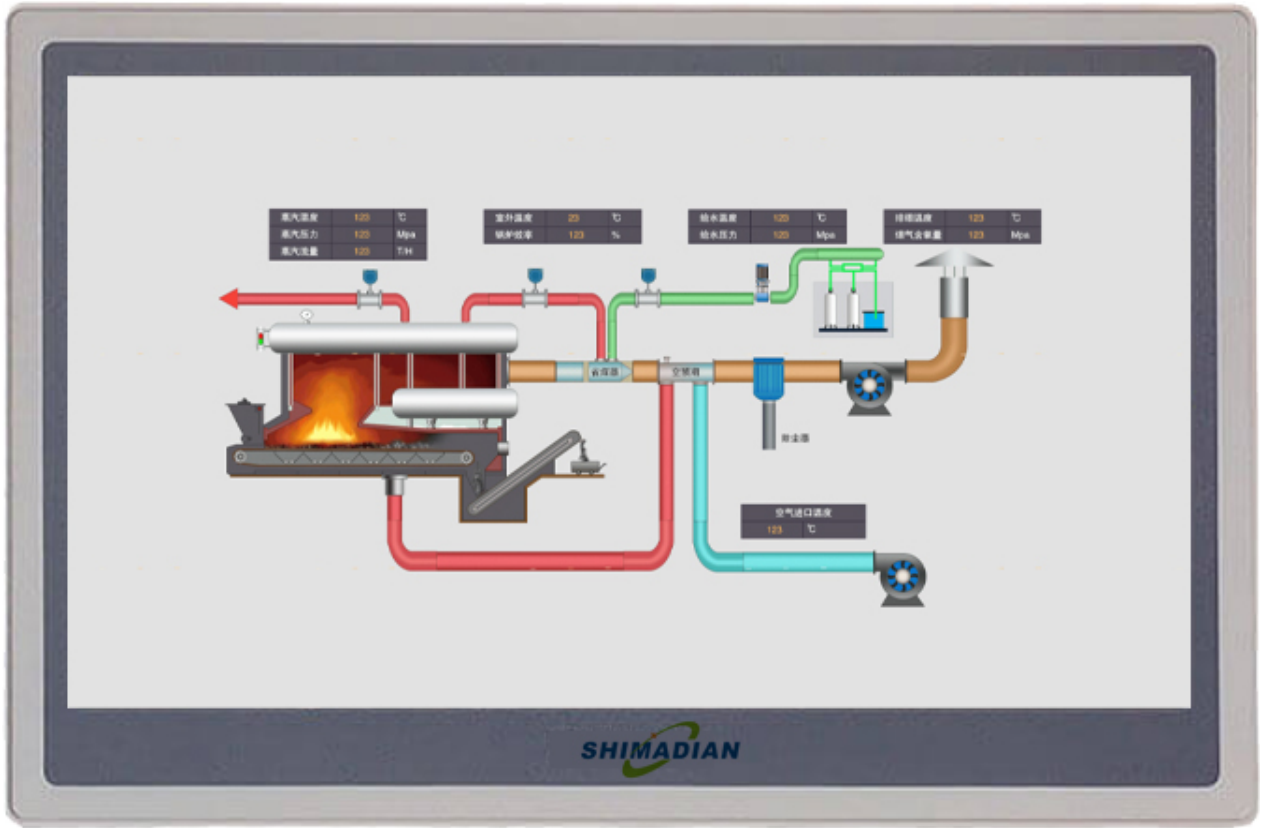 蒸汽温度 123 ℃
蒸汽压力 123 Mpa
蒸汽流量 123 T/H
室外温度 23 ℃
锅炉效率 123 %
给水温度 123 ℃
给水压力 123 Mpa
排烟温度 123 ℃
烟气含氧量 123 Mpa
省煤器
空预期
除尘器
空气进口温度
123 ℃
SHIMADIAN